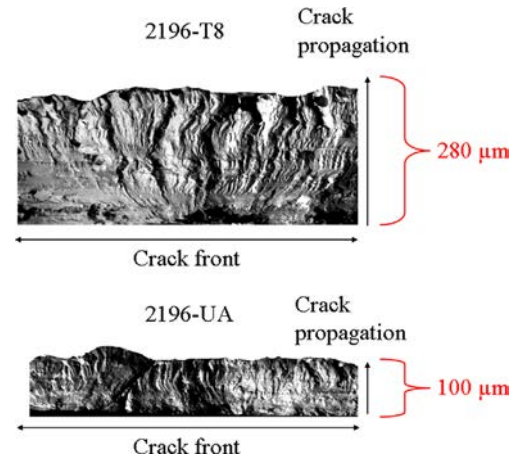 2196-T8
Crack
propagation
280 µm
Crack front
2196-UA
Crack
propagation
100 µm
Crack front